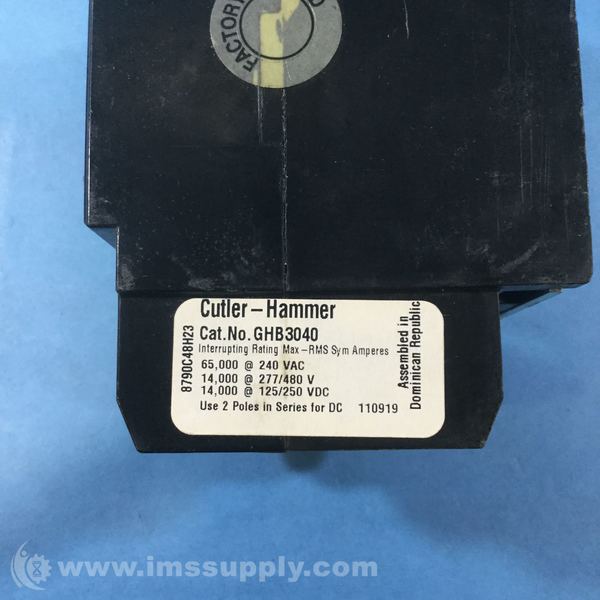 FACTOR
Cutler-Hammer
Cat.No. GHB3040
Interrupting Rating Max-RMS Sym Amperes
65,000 @ 240 VAC
14,000 @ 277/480 V
14,000 @ 125/250 VDC
Use 2 Poles in Series for DC 110919
8790C48H23
Assembled in
Dominican Republic
www.imssupply.com